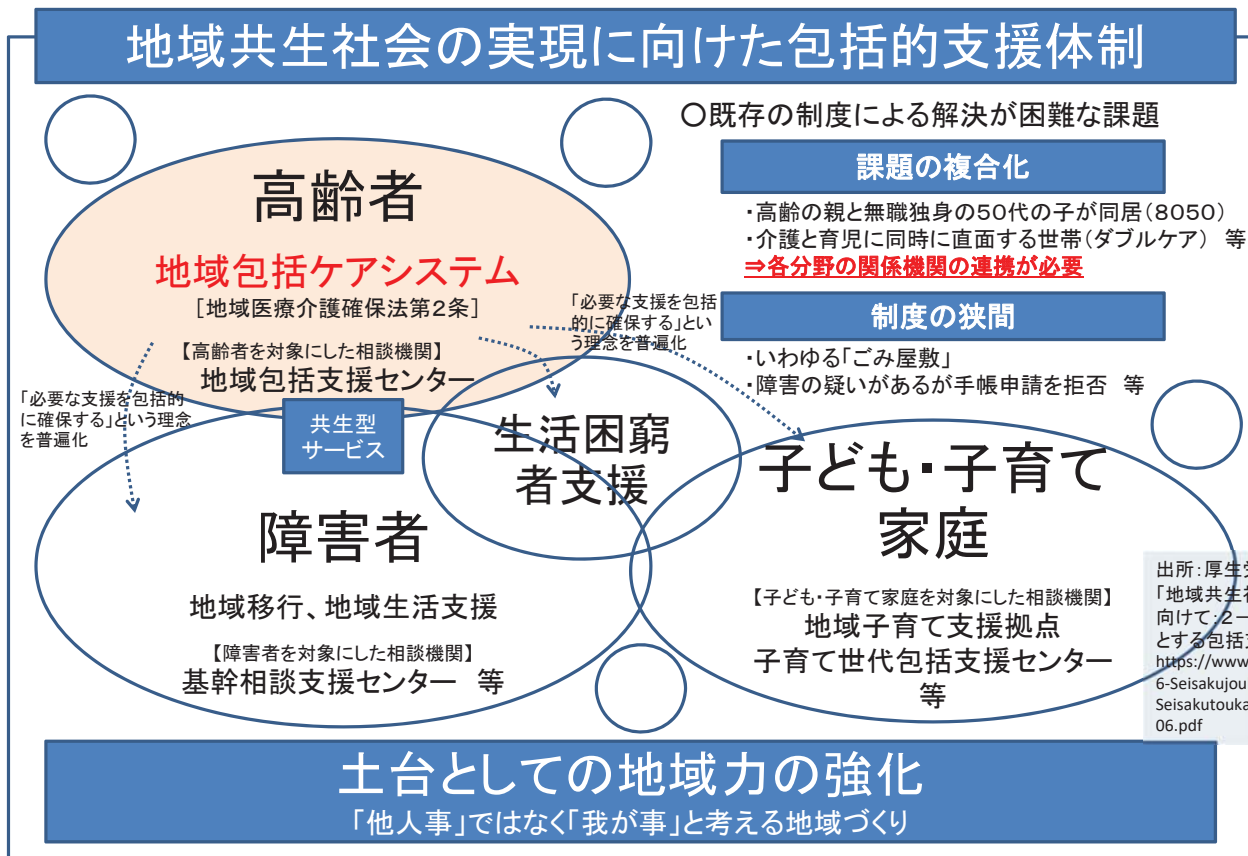 地域共生社会の実現に向けた包括的支援体制
○既存の制度による解決が困難な課題
課題の複合化
・高齢の親と無職独身の50代の子が同居(8050)
・介護と育児に同時に直面する世帯(ダブルケア) 等
⇒各分野の関係機関の連携が必要
制度の狭間
・いわゆる「ごみ屋敷」
・障害の疑いがあるが手帳申請を拒否 等
高齢者
地域包括ケアシステム
[地域医療介護確保法第2条]
【高齢者を対象にした相談機関】
地域包括支援センター
「必要な支援を包括
的に確保する」とい
う理念を普遍化
「必要な支援を包括的
に確保する」という理念
を普遍化
共生型
サービス
生活困窮
者支援
障害者
地域移行、地域生活支援
【障害者を対象にした相談機関】
基幹相談支援センター 等
子ども・子育て
家庭
【子ども・子育て家庭を対象にした相談機関】
地域子育て支援拠点
子育て世代包括支援センター
等
出所:厚生
「地域共生社
向けて:2-
とする包括
https://www
6-Seisakujou
Seisakutouka
06.pdf
土台としての地域力の強化
「他人事」ではなく「我が事」と考える地域づくり